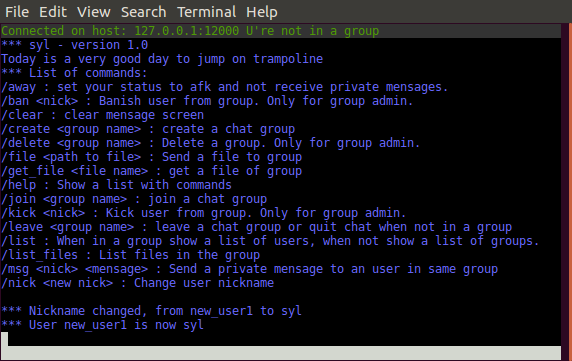 File Edit View Search Terminal Help
Connected on host: 127.0.0.1:12000 U're not in a group
*** syl - version 1.0
Today is a very good day to jump on trampoline
*** List of commands:
/away : set your status to afk and not receive private mensages.
/ban <nick> : Banish user from group. Only for group admin.
/clear : clear mensage screen
/create <group name> : create a chat group
/delete <group name> : Delete a group. Only for group admin.
/file <path to file> : Send a file to group
/get_file <file name> : get a file of group
/help : Show a list with commands
/join <group name> : join a chat group
/kick <nick> : Kick user from group. Only for group admin.
/leave <group name> : leave a chat group or quit chat when not in a group
/list : When in a group show a list of users, when not show a list of groups.
/list_files : List files in the group
/msg <nick> <mensage> : Send a private mensage to an user in same group
/nick <new nick> : Change user nickname
*** Nickname changed, from new_user1 to syl
*** User new_user1 is now syl